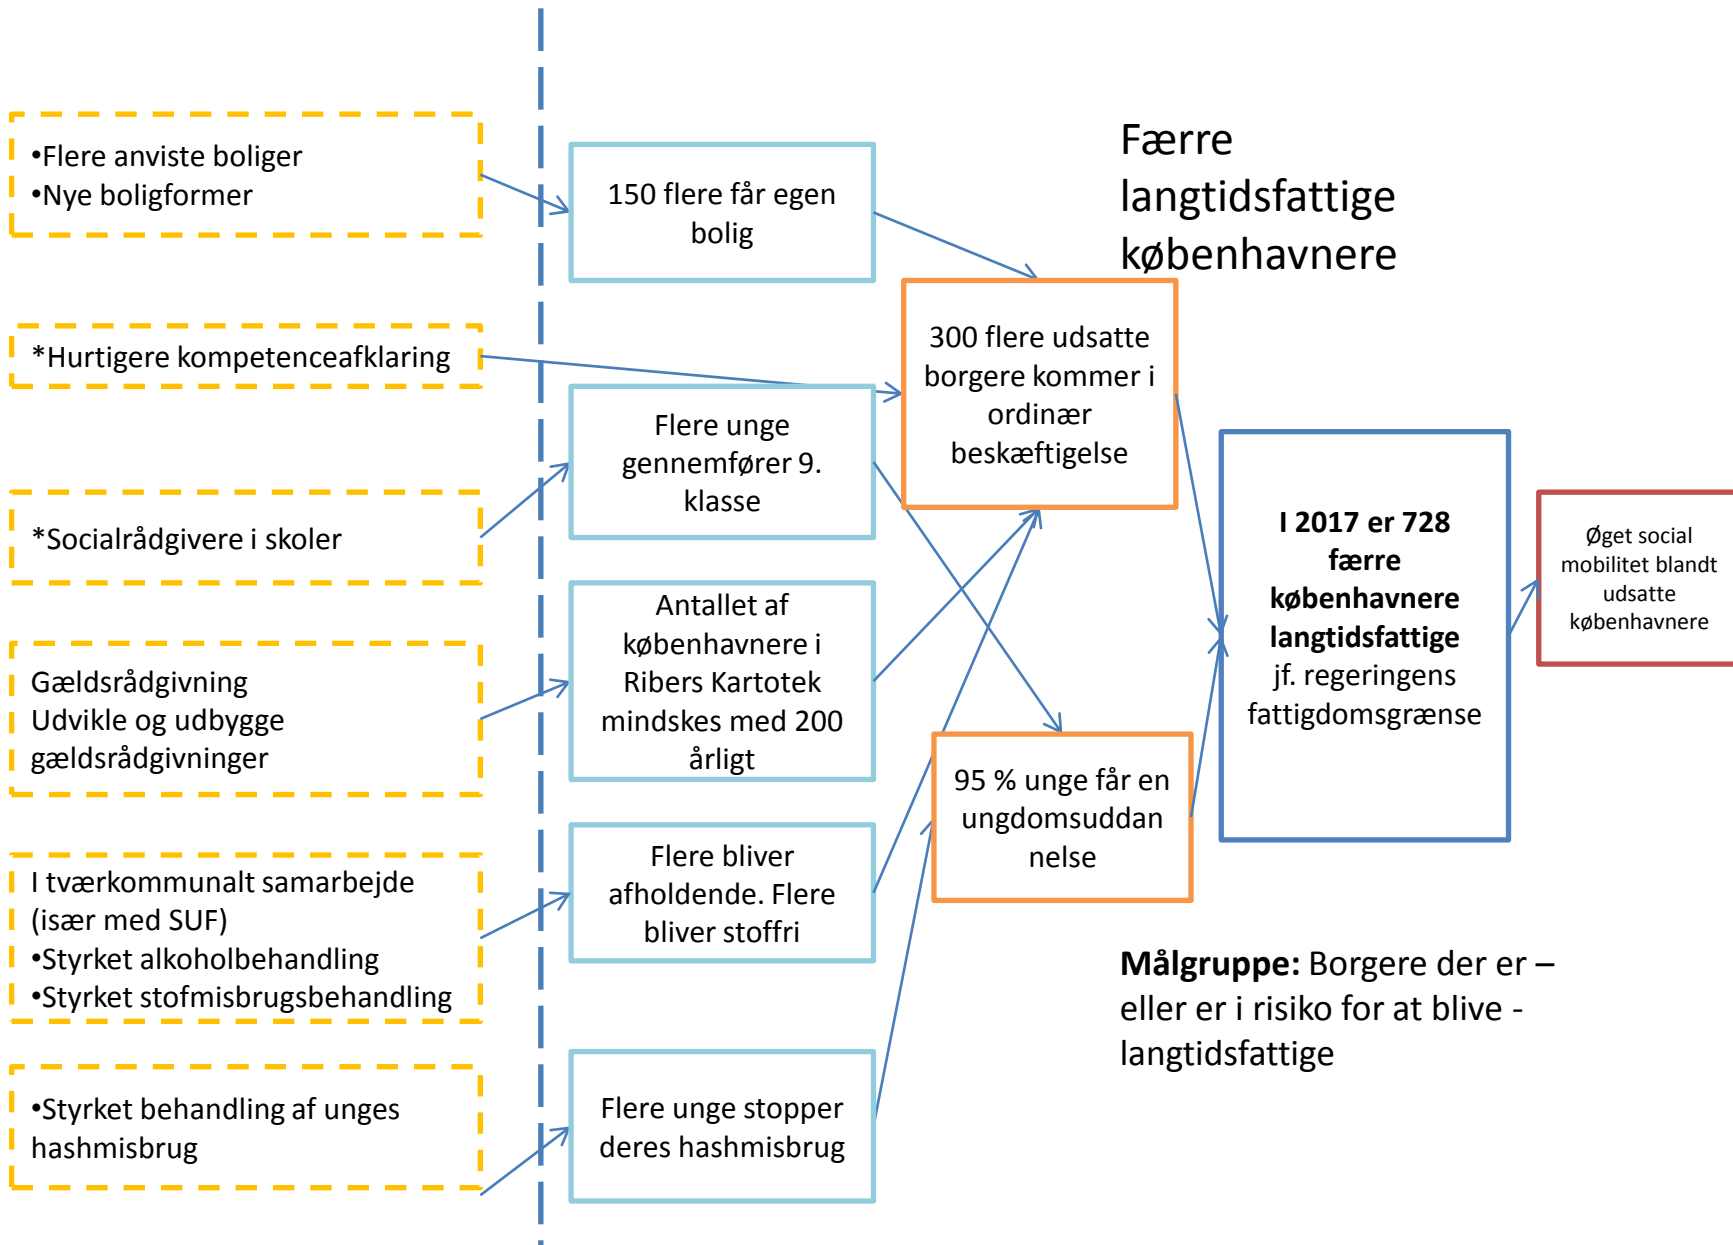 Færre
langtidsfattige
københavnere
•Flere anviste boliger
•Nye boligformer
*Hurtigere kompetenceafklaring
*Socialrådgivere i skoler
Gældsrådgivning
Udvikle og udbygge
gældsrådgivninger
I tværkommunalt samarbejde
(især med SUF)
•Styrket alkoholbehandling
•Styrket stofmisbrugsbehandling
•Styrket behandling af unges
hashmisbrug
150 flere får egen
bolig
Flere unge
gennemfører 9.
klasse
Antallet af
københavnere i
Ribers Kartotek
mindskes med 200
årligt
Flere bliver
afholdende. Flere
bliver stoffri
Flere unge stopper
deres hashmisbrug
300 flere udsatte
borgere kommer i
ordinær
beskæftigelse
95 % unge får en
ungdomsuddan
nelse
I 2017 er 728
færre
københavnere
langtidsfattige
jf. regeringens
fattigdomsgrænse
Øget social
mobilitet blandt
udsatte
københavnere
Målgruppe: Borgere der er –
eller er i risiko for at blive -
langtidsfattige